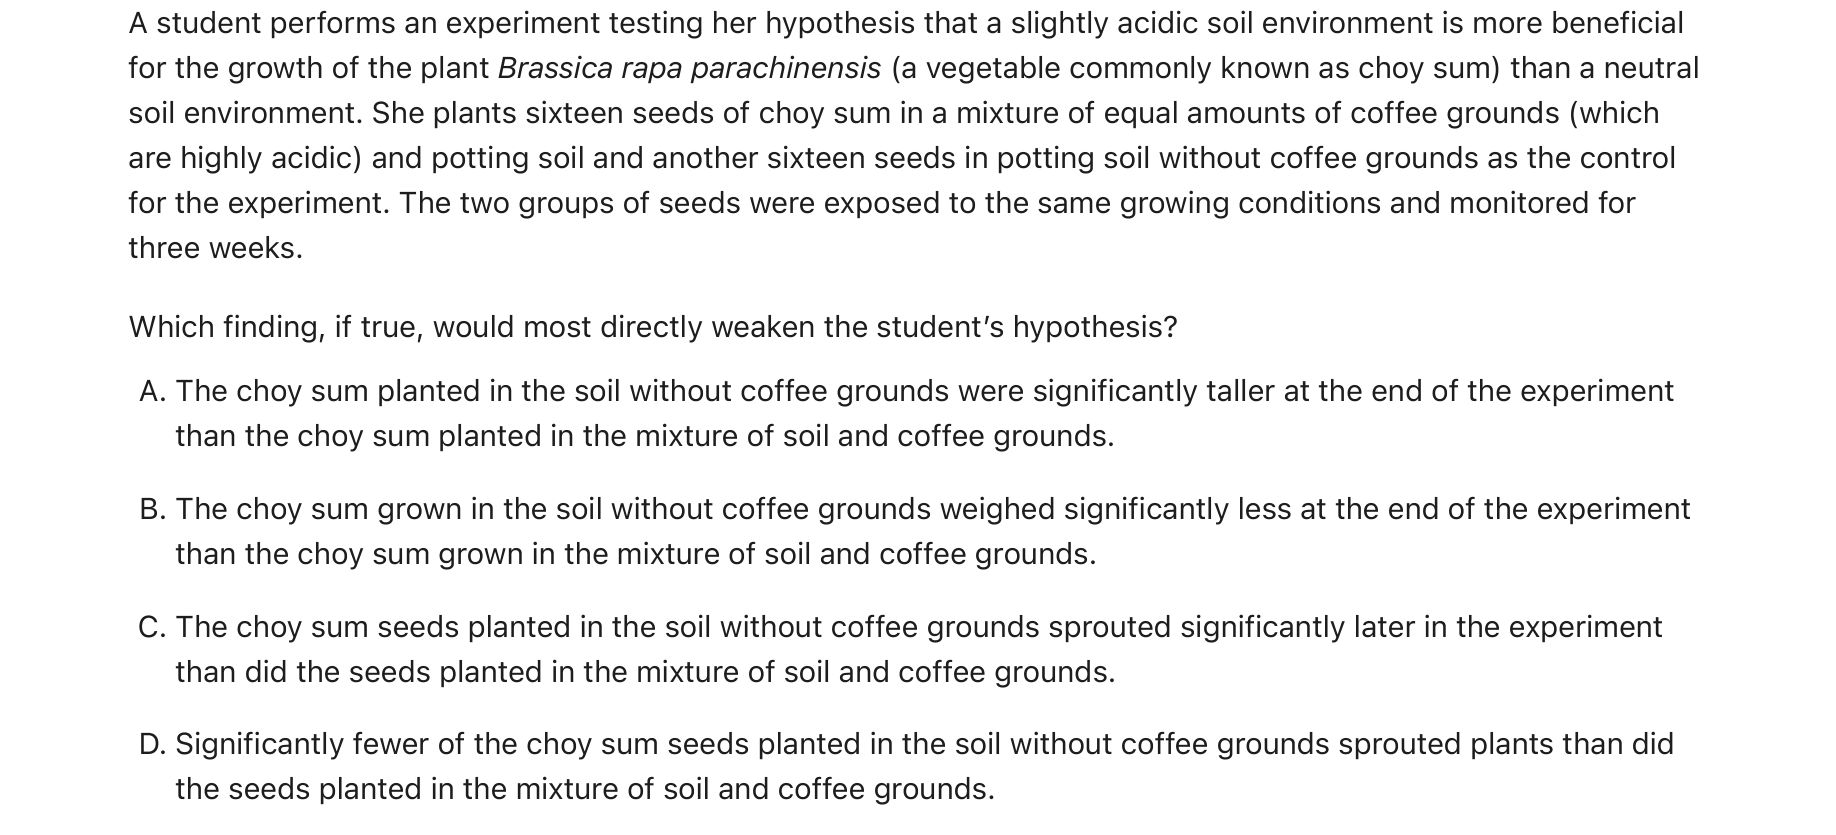 A student performs an experiment testing her hypothesis that a slightly acidic soil environment is more beneficial
for the growth of the plant Brassica rapa parachinensis (a vegetable commonly known as choy sum) than a neutral
soil environment. She plants sixteen seeds of choy sum in a mixture of equal amounts of coffee grounds (which
are highly acidic) and potting soil and another sixteen seeds in potting soil without coffee grounds as the control
for the experiment. The two groups of seeds were exposed to the same growing conditions and monitored for
three weeks.
Which finding, if true, would most directly weaken the student’s hypothesis?
A. The choy sum planted in the soil without coffee grounds were significantly taller at the end of the experiment
than the choy sum planted in the mixture of soil and coffee grounds.
B. The choy sum grown in the soil without coffee grounds weighed significantly less at the end of the experiment
than the choy sum grown in the mixture of soil and coffee grounds.
C. The choy sum seeds planted in the soil without coffee grounds sprouted significantly later in the experiment
than did the seeds planted in the mixture of soil and coffee grounds.
D. Significantly fewer of the choy sum seeds planted in the soil without coffee grounds sprouted plants than did
the seeds planted in the mixture of soil and coffee grounds.